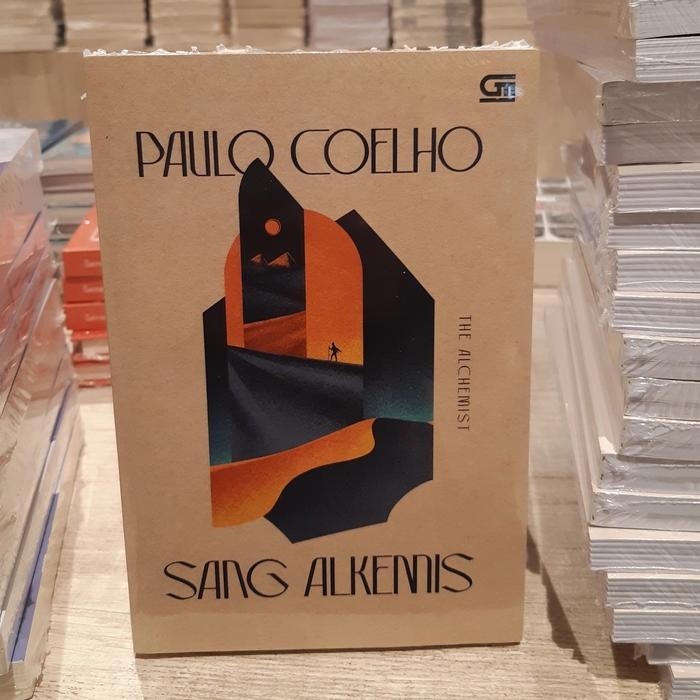 PAULO COELHO
THE ALCHEMIST
SANG ALKEMIS